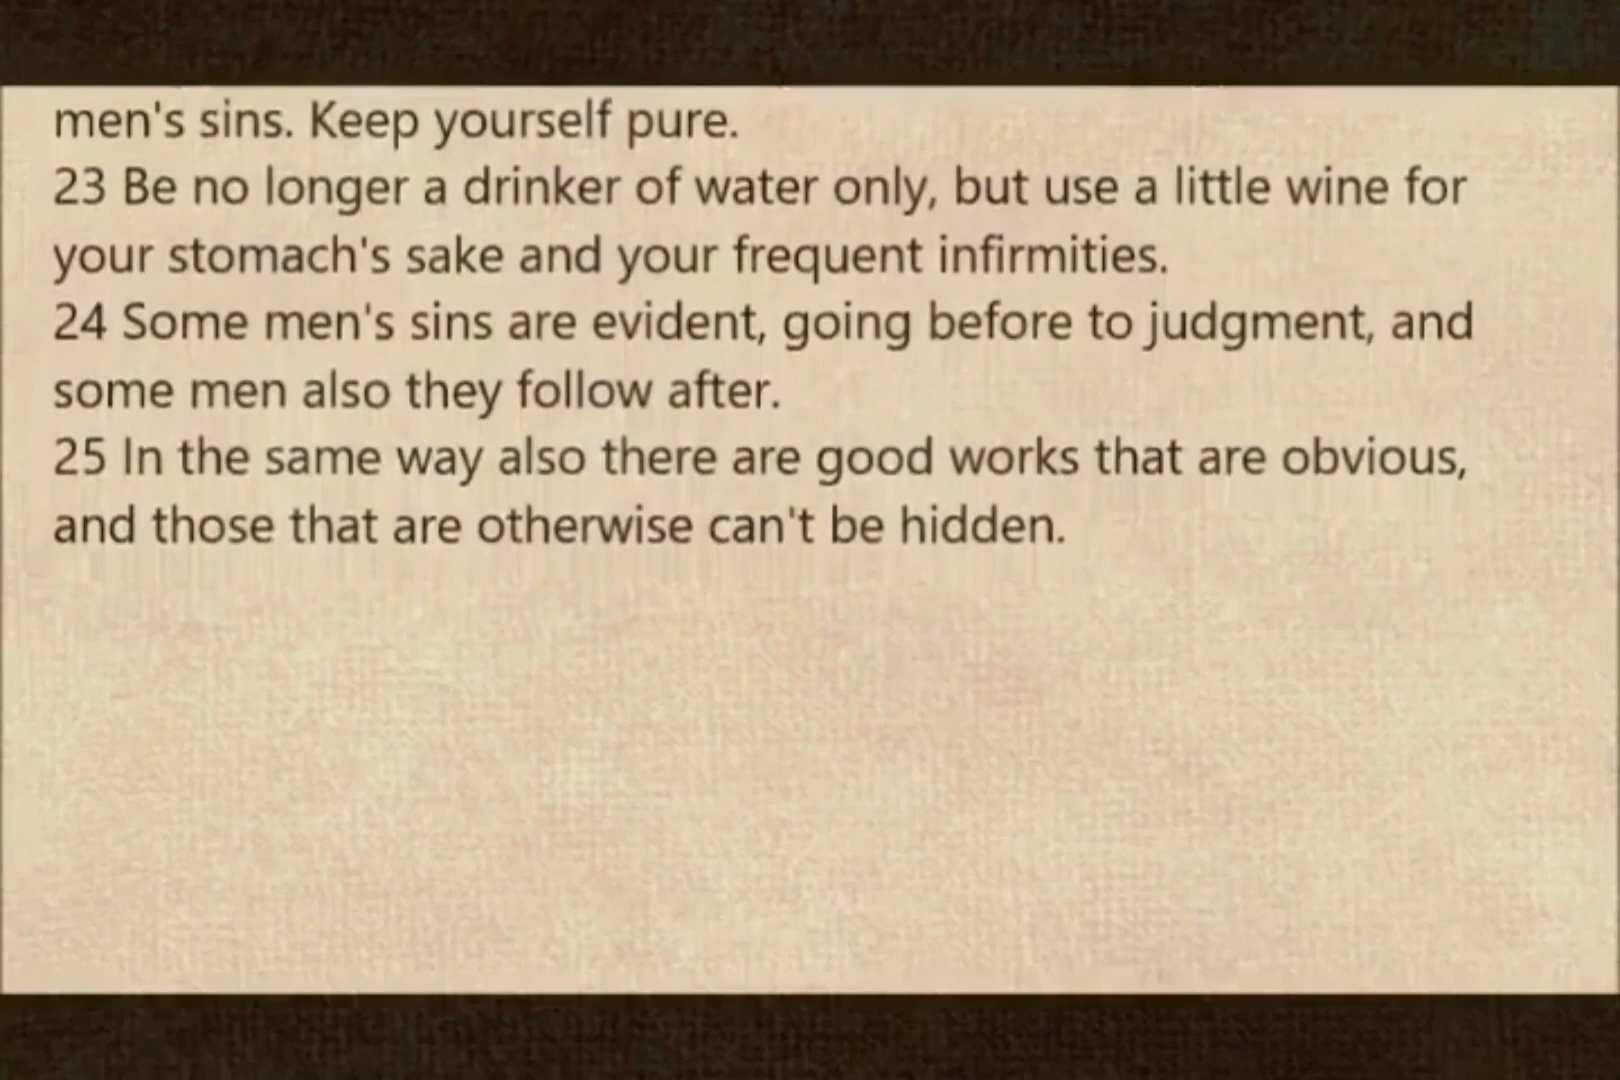 men's sins. Keep yourself pure.
23 Be no longer a drinker of water only, but use a little wine for
your stomach's sake and your frequent infirmities.
24 Some men's sins are evident, going before to judgment, and
some men also they follow after.
25 In the same way also there are good works that are obvious,
and those that are otherwise can't be hidden.